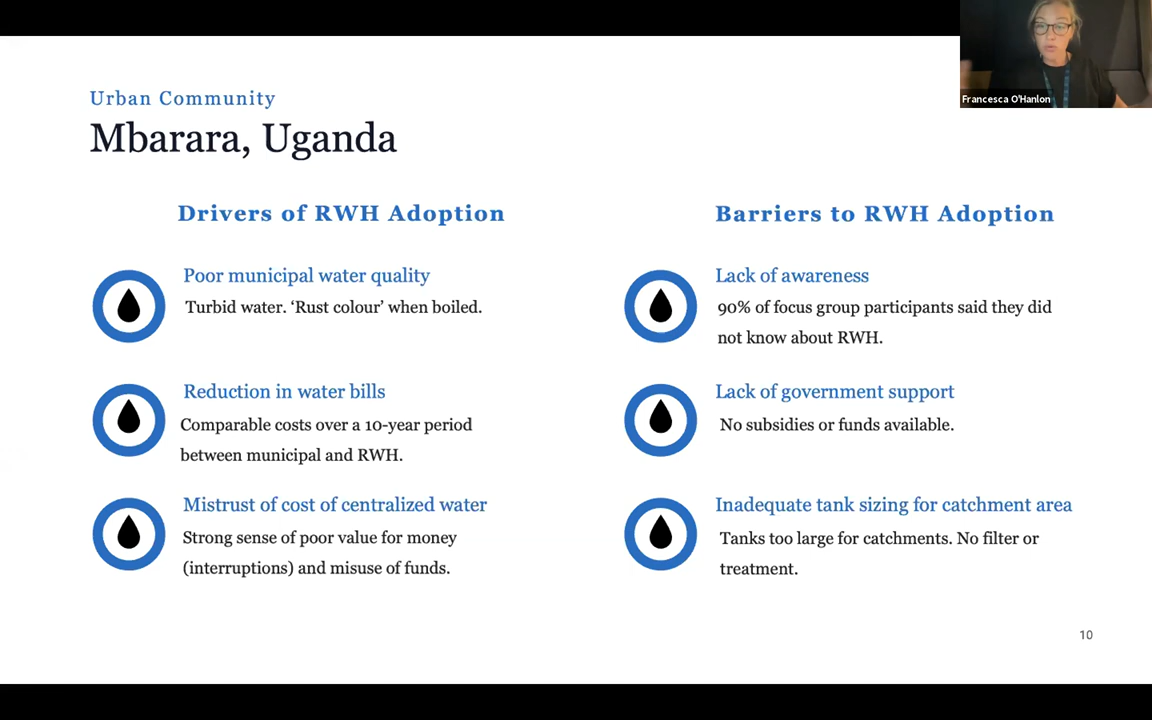 Francesca O'Hanlon
Urban Community
Mbarara, Uganda
Drivers of RWH Adoption
Poor municipal water quality
Turbid water. ‘Rust colour’ when boiled.
Reduction in water bills
Comparable costs over a 10-year period
between municipal and RWH.
Mistrust of cost of centralized water
Strong sense of poor value for money
(interruptions) and misuse of funds.
Barriers to RWH Adoption
Lack of awareness
90% of focus group participants said they did
not know about RWH.
Lack of government support
No subsidies or funds available.
Inadequate tank sizing for catchment area
Tanks too large for catchments. No filter or
treatment.
10